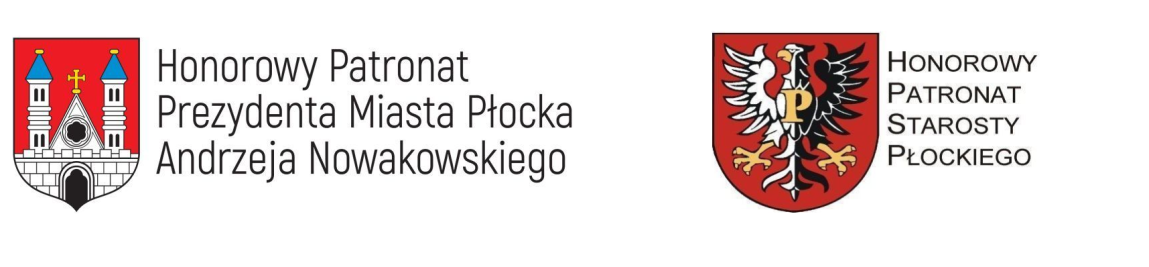 Honorowy Patronat
Prezydenta Miasta Płocka
Andrzeja Nowakowskiego
P
HONOROWY
PATRONAT
STAROSTY
PŁOCKIEGO